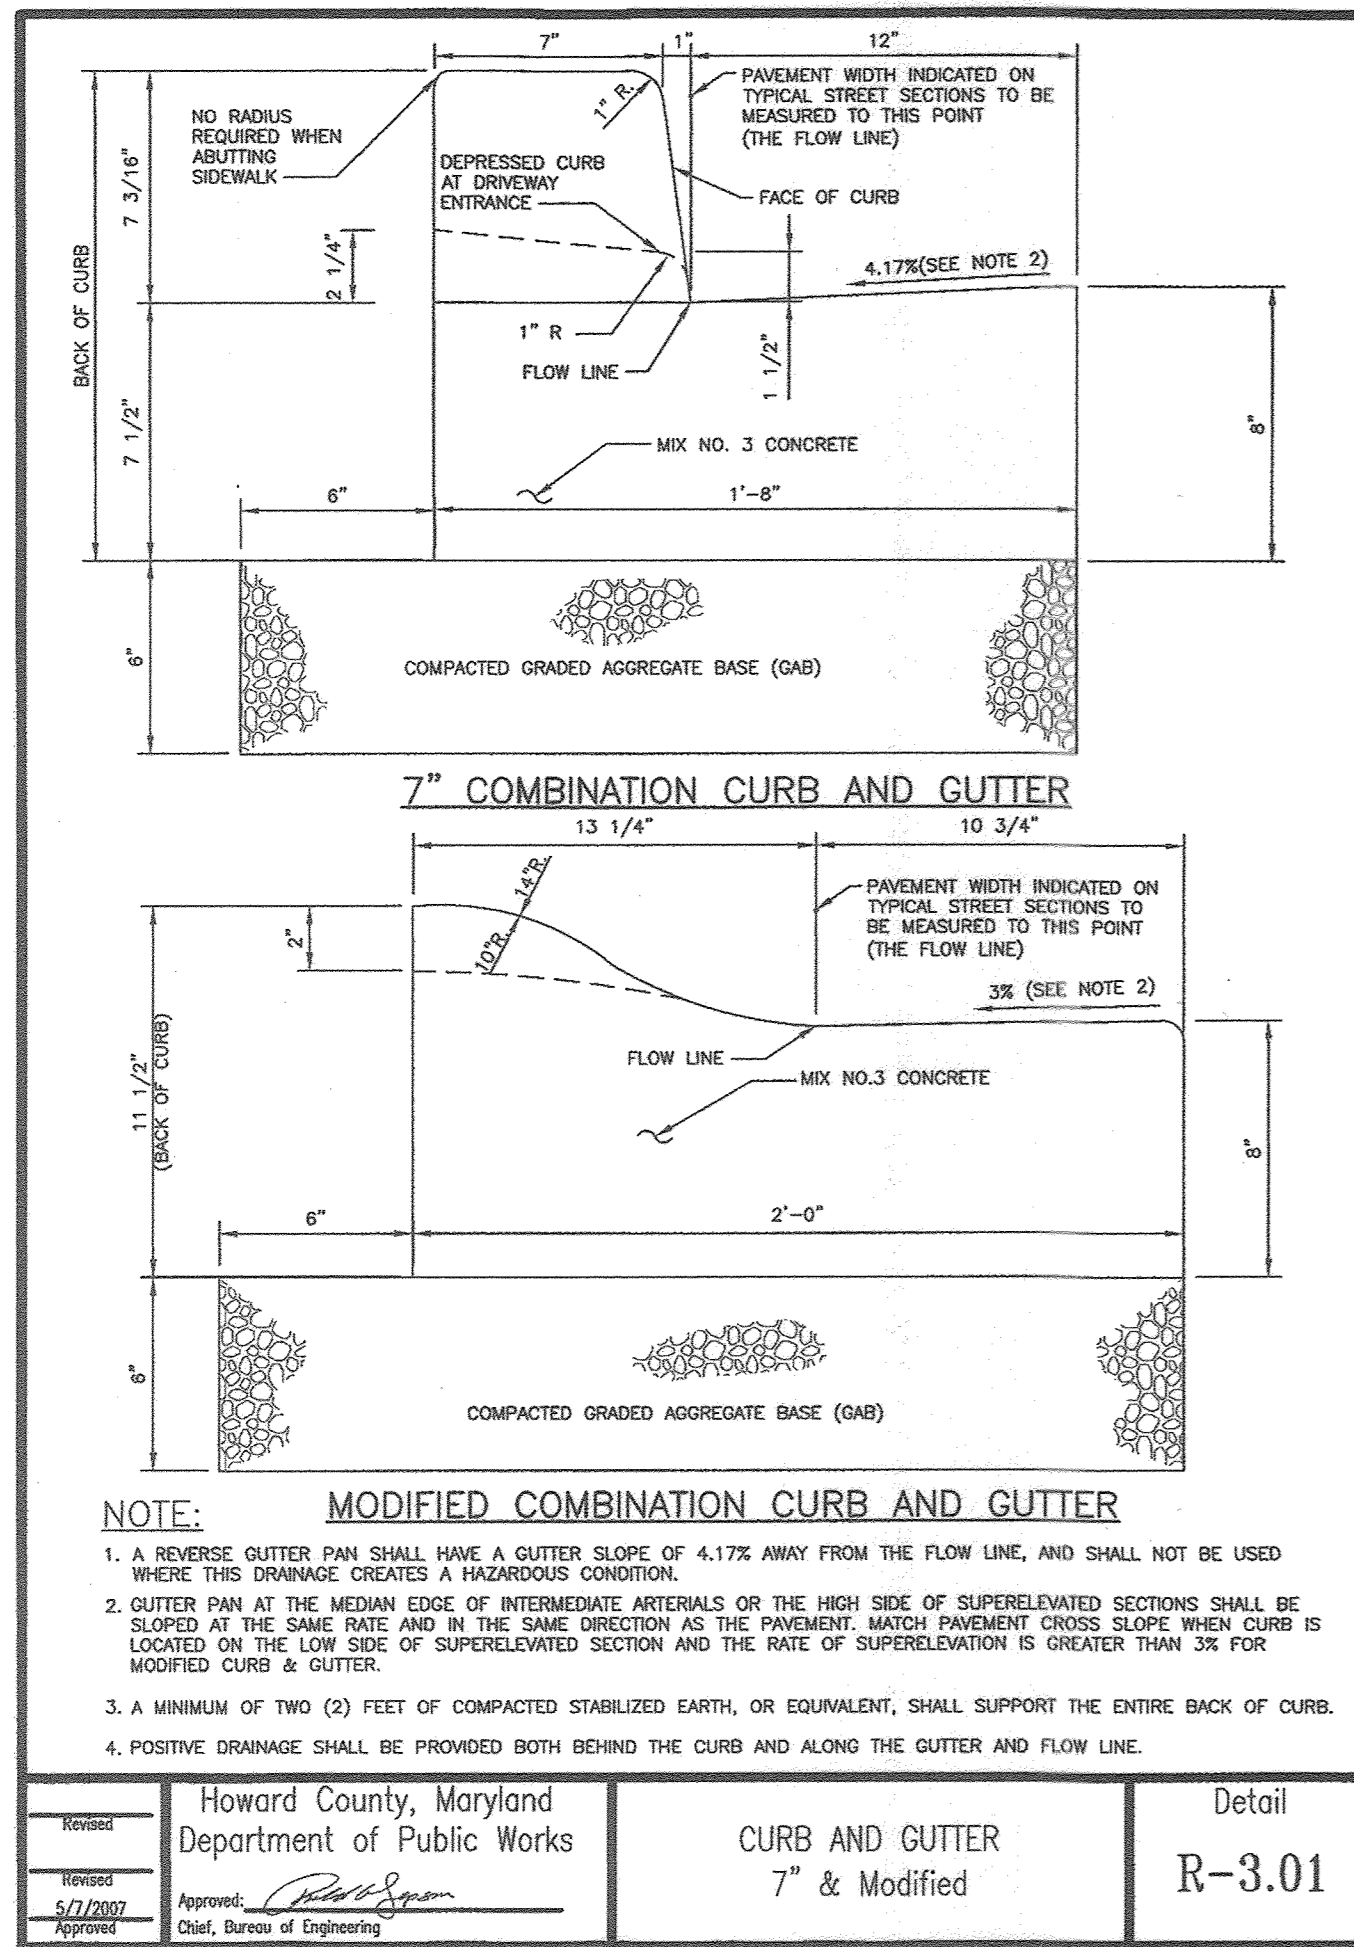 7"
1"
12"
NO RADIUS
REQUIRED WHEN
ABUTTING
SIDEWALK
1" R.
PAVEMENT WIDTH INDICATED ON
TYPICAL STREET SECTIONS TO BE
MEASURED TO THIS POINT
(THE FLOW LINE)
DEPRESSED CURB
AT DRIVEWAY
ENTRANCE
FACE OF CURB
7 3/16"
2 1/4"
4.17%(SEE NOTE 2)
BACK OF CURB
1" R
FLOW LINE
1 1/2"
7 1/2"
8"
MIX NO. 3 CONCRETE
6"
1'-8"
6"
COMPACTED GRADED AGGREGATE BASE (GAB)
7" COMBINATION CURB AND GUTTER
13 1/4"
10 3/4"
14"R.
10"R.
2"
PAVEMENT WIDTH INDICATED ON
TYPICAL STREET SECTIONS TO
BE MEASURED TO THIS POINT
(THE FLOW LINE)
3% (SEE NOTE 2)
11 1/2"
(BACK OF CURB)
FLOW LINE
MIX NO.3 CONCRETE
8"
6"
2'-0"
6"
COMPACTED GRADED AGGREGATE BASE (GAB)
MODIFIED COMBINATION CURB AND GUTTER
NOTE:
1. A REVERSE GUTTER PAN SHALL HAVE A GUTTER SLOPE OF 4.17% AWAY FROM THE FLOW LINE, AND SHALL NOT BE USED
WHERE THIS DRAINAGE CREATES A HAZARDOUS CONDITION.
2. GUTTER PAN AT THE MEDIAN EDGE OF INTERMEDIATE ARTERIALS OR THE HIGH SIDE OF SUPERELEVATED SECTIONS SHALL BE
SLOPED AT THE SAME RATE AND IN THE SAME DIRECTION AS THE PAVEMENT. MATCH PAVEMENT CROSS SLOPE WHEN CURB IS
LOCATED ON THE LOW SIDE OF SUPERELEVATED SECTION AND THE RATE OF SUPERELEVATION IS GREATER THAN 3% FOR
MODIFIED CURB & GUTTER.
3. A MINIMUM OF TWO (2) FEET OF COMPACTED STABILIZED EARTH, OR EQUIVALENT, SHALL SUPPORT THE ENTIRE BACK OF CURB.
4. POSITIVE DRAINAGE SHALL BE PROVIDED BOTH BEHIND THE CURB AND ALONG THE GUTTER AND FLOW LINE.
Revised
Revised
5/7/2007
Approved
Howard County, Maryland
Department of Public Works
Approved:
Chief, Bureau of Engineering
CURB AND GUTTER
7" & Modified
Detail
R-3.01